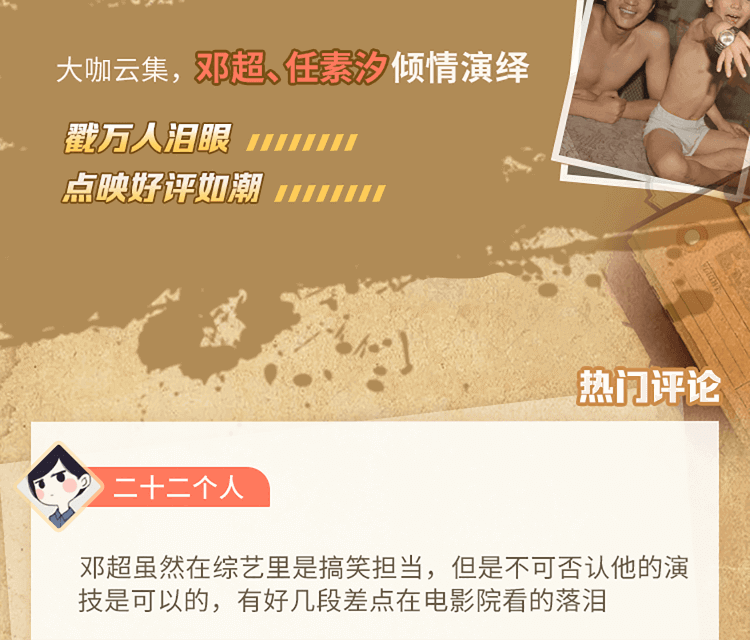 大咖云集，邓超、任素汐倾情演绎
戳万人泪眼
点映好评如潮
热门评论
二十二个人
邓超虽然在综艺里是搞笑担当，但是不可否认他的演
技是可以的，有好几段差点在电影院看的落泪